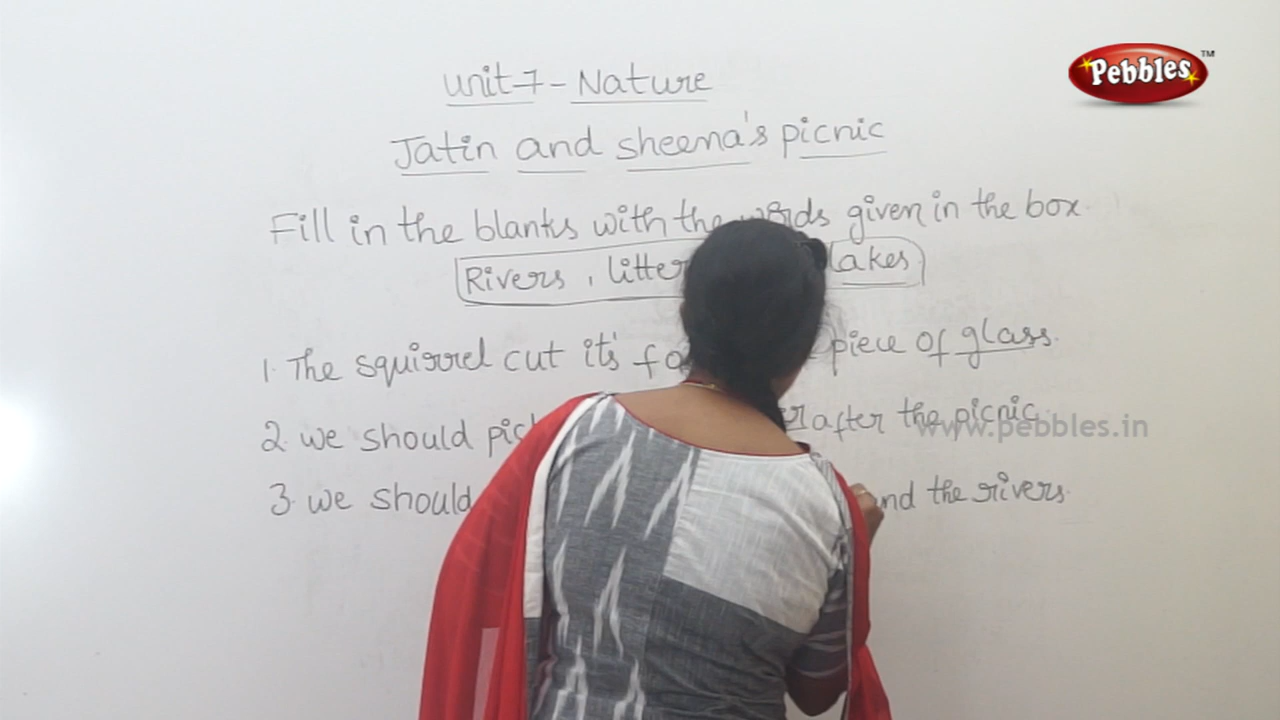 Pebbles TM
Unit-7-Nature
Jatin and sheena's picnic
Fill in the blanks with the words given in the box.
Rivers, litter lakes
1. The squirrel cut it's piece of glass.
2. we should after the picnic.
www.pebbles.in
3. we should and the rivers.